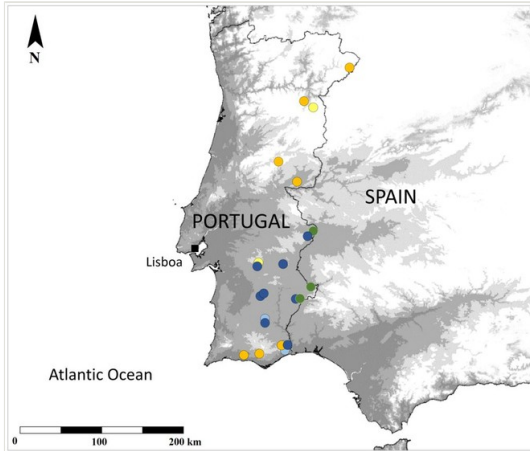 N
SPAIN
PORTUGAL
Lisboa
Atlantic Ocean
0 100 200 km